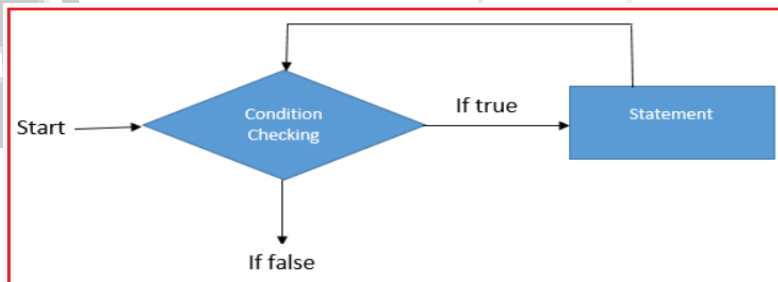 Start
Condition
Checking
If true
Statement
If false